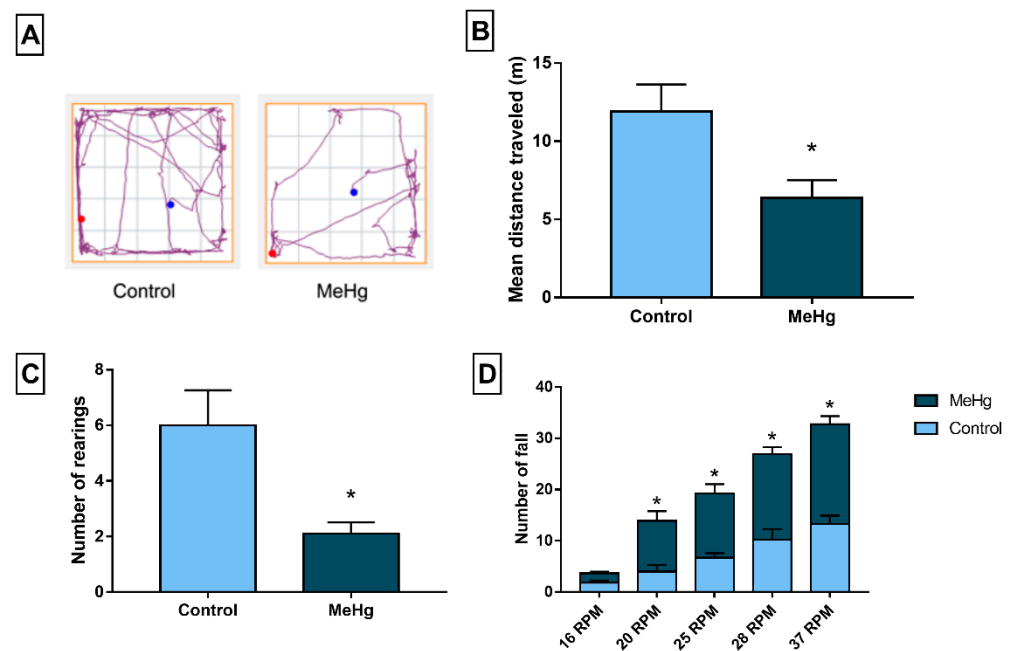 A
Control
MeHg
B
Mean distance traveled (m)
15
10
5
0
*
Control
MeHg
C
Number of rearings
8
6
4
2
0
*
Control
MeHg
D
Number of fall
40
30
20
10
0
*
*
*
*
16 RPM
20 RPM
25 RPM
28 RPM
37 RPM
MeHg
Control